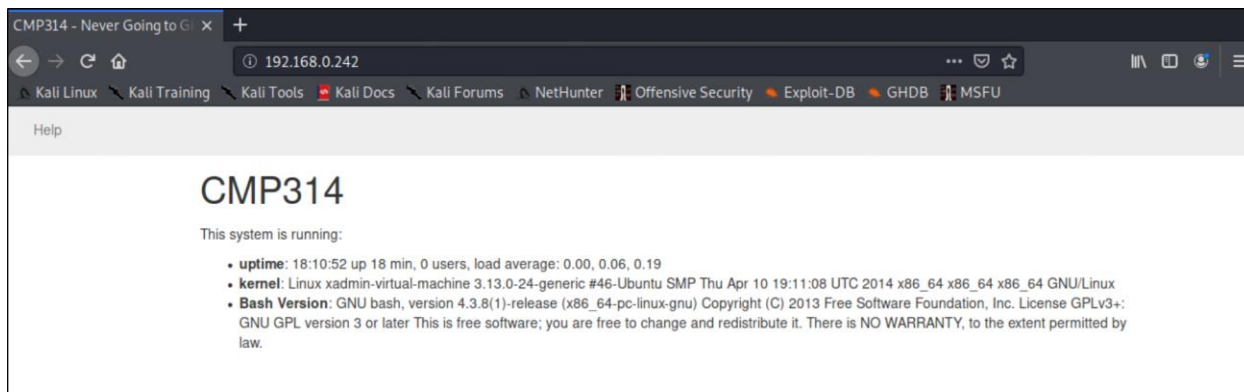 CMP314 - Never Going to Gi
192.168.0.242
Kali Linux Kali Training Kali Tools Kali Docs Kali Forums NetHunter Offensive Security Exploit-DB GHDB MSFU
Help
CMP314
This system is running:
• uptime: 18:10:52 up 18 min, 0 users, load average: 0.00, 0.06, 0.19
• kernel: Linux xadmin-virtual-machine 3.13.0-24-generic #46-Ubuntu SMP Thu Apr 10 19:11:08 UTC 2014 x86_64 x86_64 x86_64 GNU/Linux
• Bash Version: GNU bash, version 4.3.8(1)-release (x86_64-pc-linux-gnu) Copyright (C) 2013 Free Software Foundation, Inc. License GPLv3+:
GNU GPL version 3 or later This is free software; you are free to change and redistribute it. There is NO WARRANTY, to the extent permitted by
law.